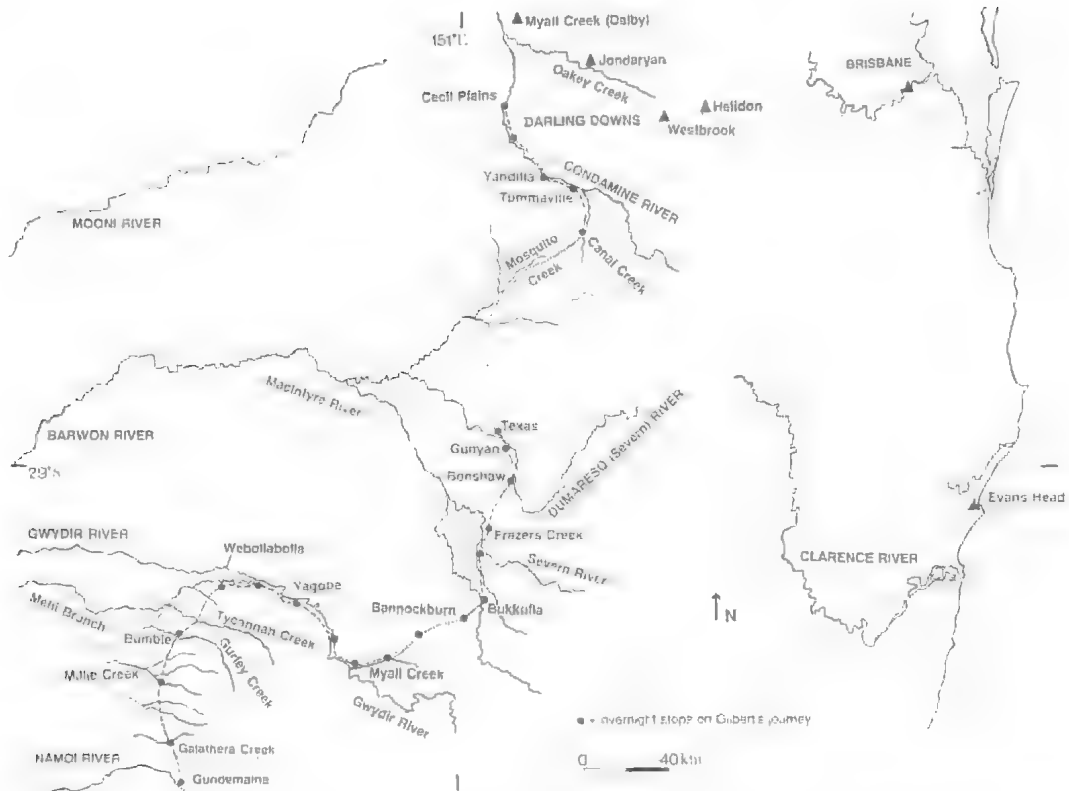 Myall Creek (Dalby)
151°E
Jondaryan
BRISBANE
Oakey Creek
Cecil Plains
Helidon
DARLING DOWNS
Westbrook
Yandilla
CONDAMINE RIVER
Tummaville
MOONI RIVER
Mosquito Creek
Canal Creek
MacIntyre River
Texas
BARWON RIVER
Gunyan
DUMARESQ (Severn) RIVER
29°S
Bonshaw
Evans Head
GWYDIR RIVER
Frazers Creek
Webollabolla
Severn River
CLARENCE RIVER
Yagobe
Mehi Branch
Bannockburn
Bukkulla
N
Tycannah Creek
Bumble
Gurley Creek
Millie Creek
Myall Creek
Gwydir River
• = overnight stops on Gilbert's journey
Galathera Creek
NAMOI RIVER
0 40km
Gundemaine